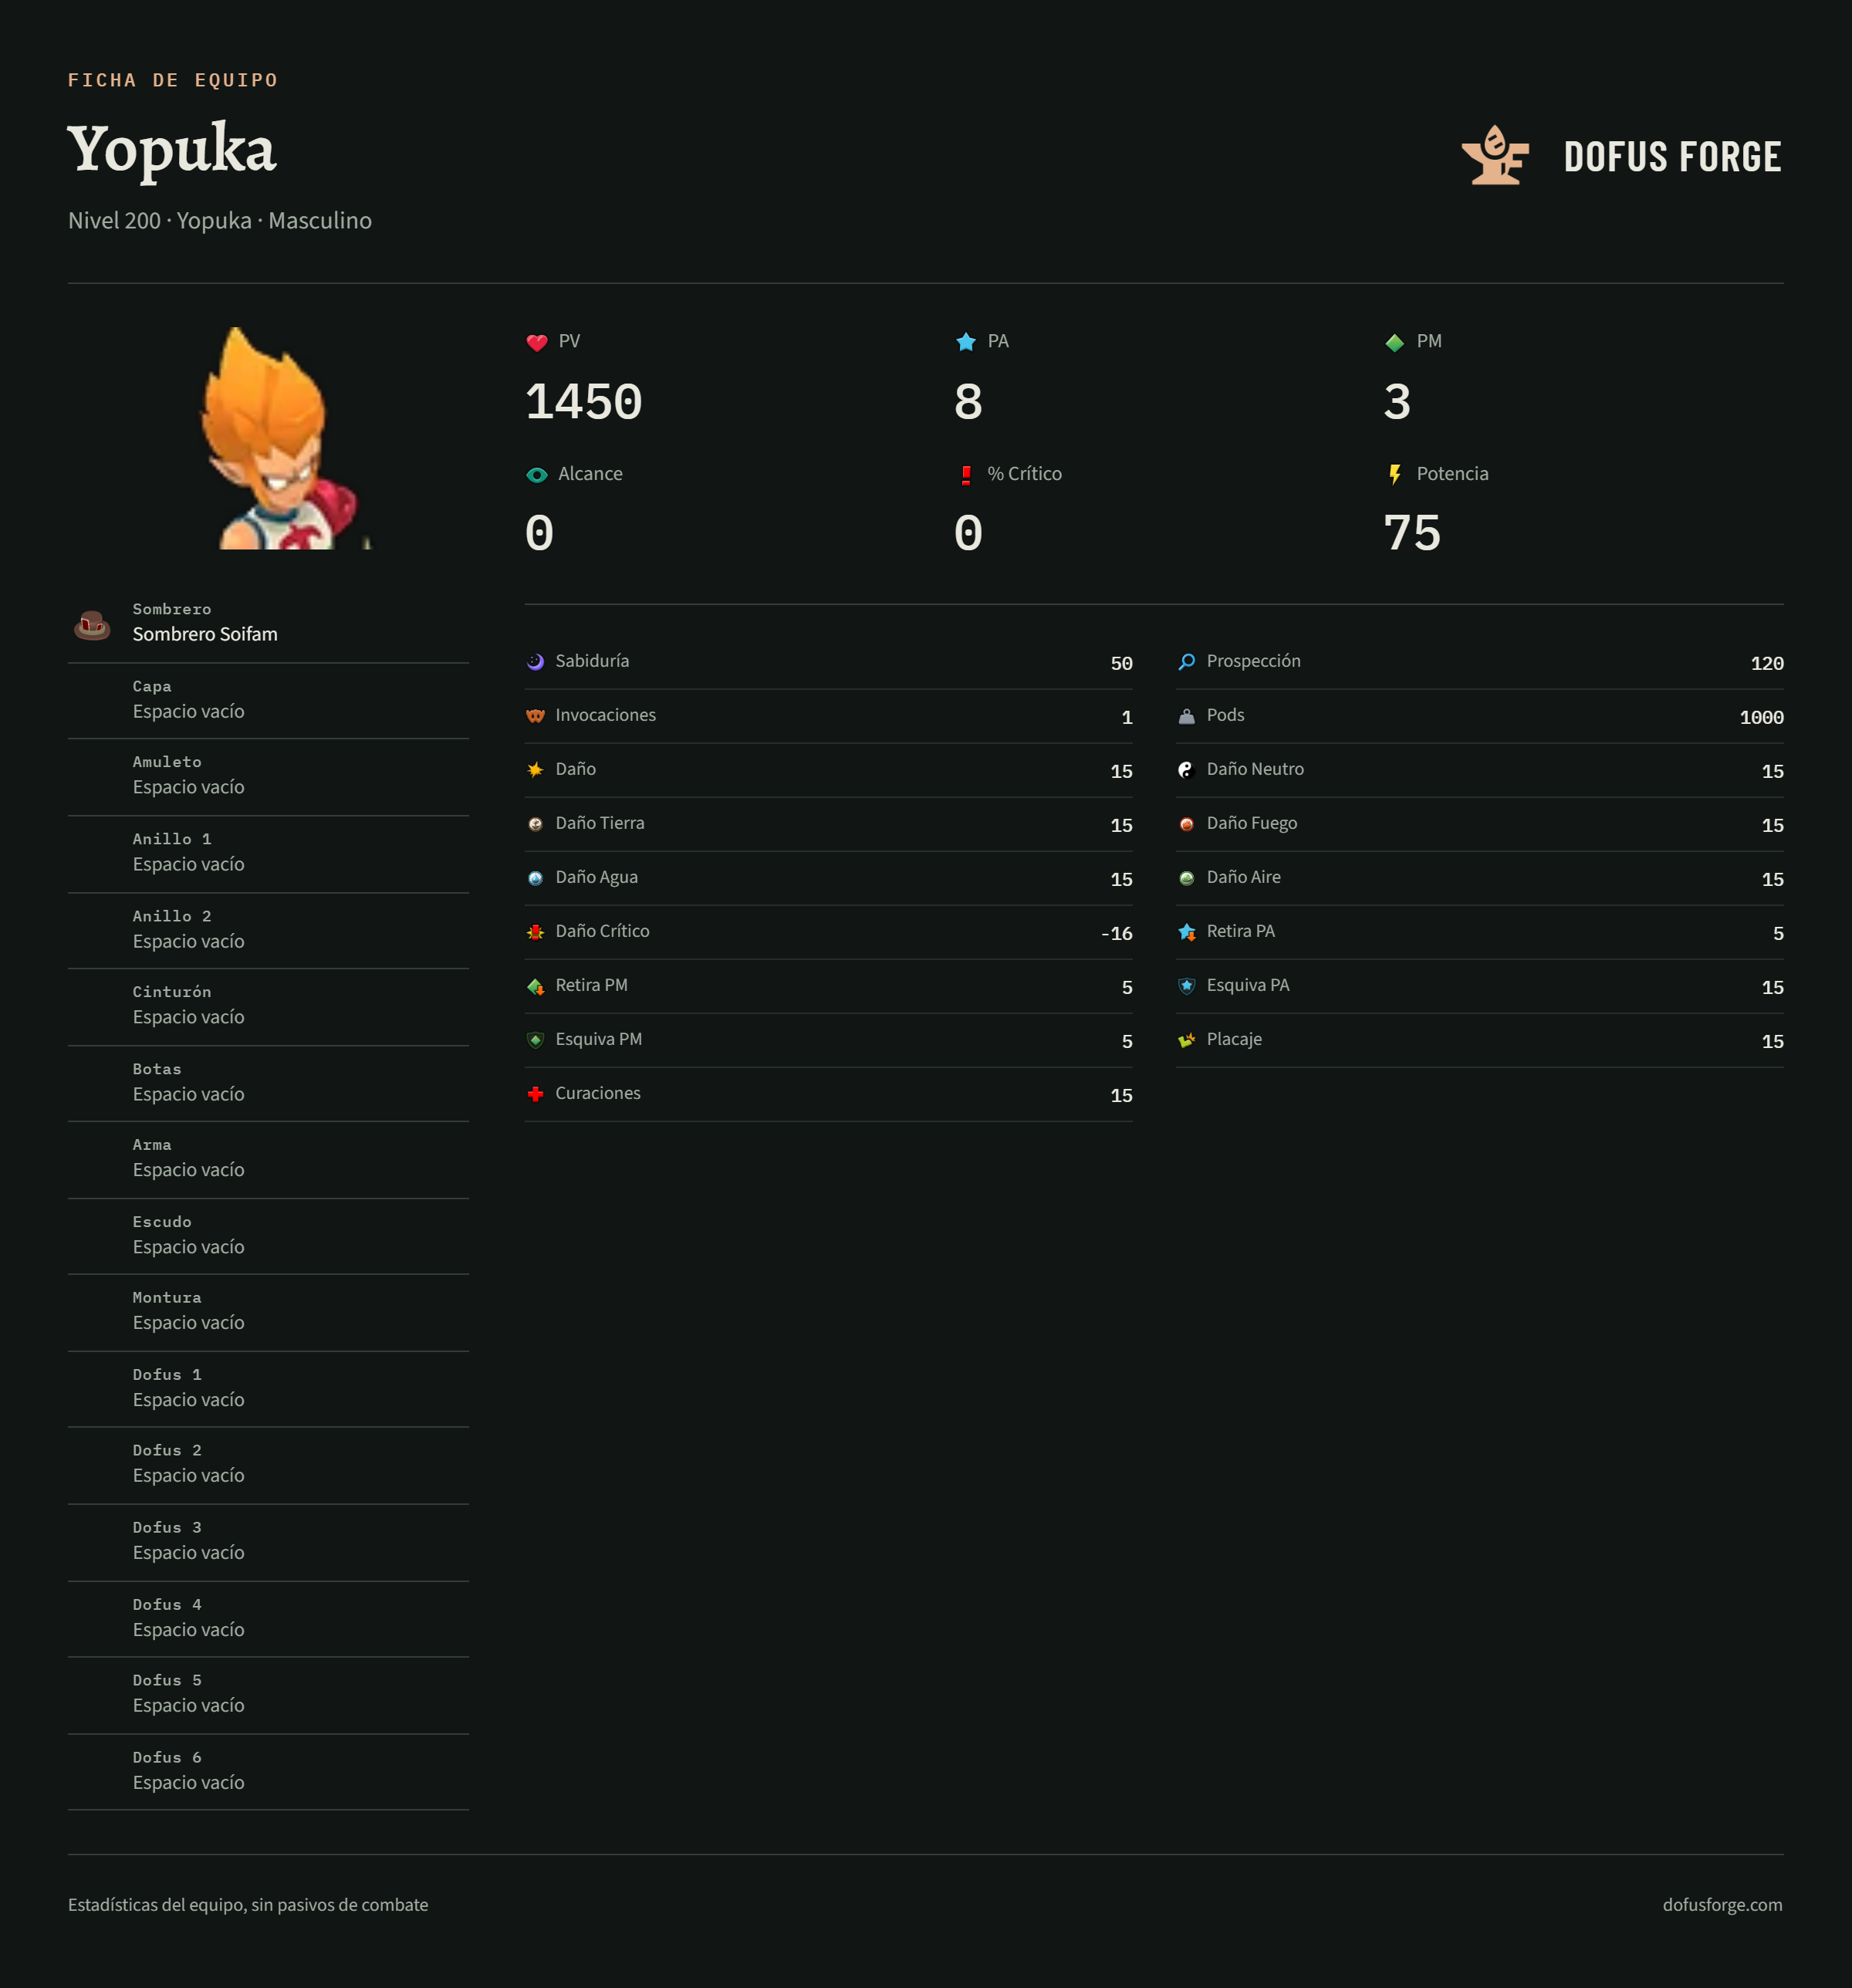 FICHA DE EQUIPO
Yopuka
Nivel 200 · Yopuka · Masculino
DOFUS FORGE
PV
1450
PA
8
PM
3
Alcance
0
% Crítico
0
Potencia
75
Sombrero
Sombrero Soifam
Capa
Espacio vacío
Amuleto
Espacio vacío
Anillo 1
Espacio vacío
Anillo 2
Espacio vacío
Cinturón
Espacio vacío
Botas
Espacio vacío
Arma
Espacio vacío
Escudo
Espacio vacío
Montura
Espacio vacío
Dofus 1
Espacio vacío
Dofus 2
Espacio vacío
Dofus 3
Espacio vacío
Dofus 4
Espacio vacío
Dofus 5
Espacio vacío
Dofus 6
Espacio vacío
Sabiduría 50
Prospección 120
Invocaciones 1
Pods 1000
Daño 15
Daño Neutro 15
Daño Tierra 15
Daño Fuego 15
Daño Agua 15
Daño Aire 15
Daño Crítico -16
Retira PA 5
Retira PM 5
Esquiva PA 15
Esquiva PM 5
Placaje 15
Curaciones 15
Estadísticas del equipo, sin pasivos de combate
dofusforge.com